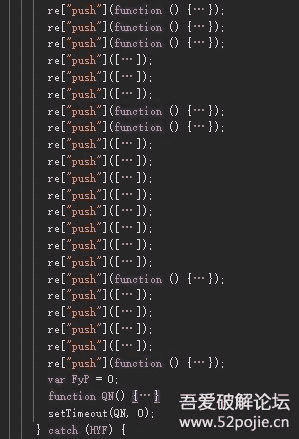 re["push"](function () {…});
re["push"](function () {…});
re["push"](function () {…});
re["push"]([…]);
re["push"]([…]);
re["push"]([…]);
re["push"](function () {…});
re["push"](function () {…});
re["push"]([…]);
re["push"]([…]);
re["push"]([…]);
re["push"]([…]);
re["push"]([…]);
re["push"]([…]);
re["push"]([…]);
re["push"]([…]);
re["push"](function () {…});
re["push"]([…]);
re["push"]([…]);
re["push"]([…]);
re["push"]([…]);
re["push"]([…]);
var FyP = 0;
function QN() {…}
setTimeout(QN, 0);
} catch (HYF) {
吾爱破解论坛
www.52pojie.cn